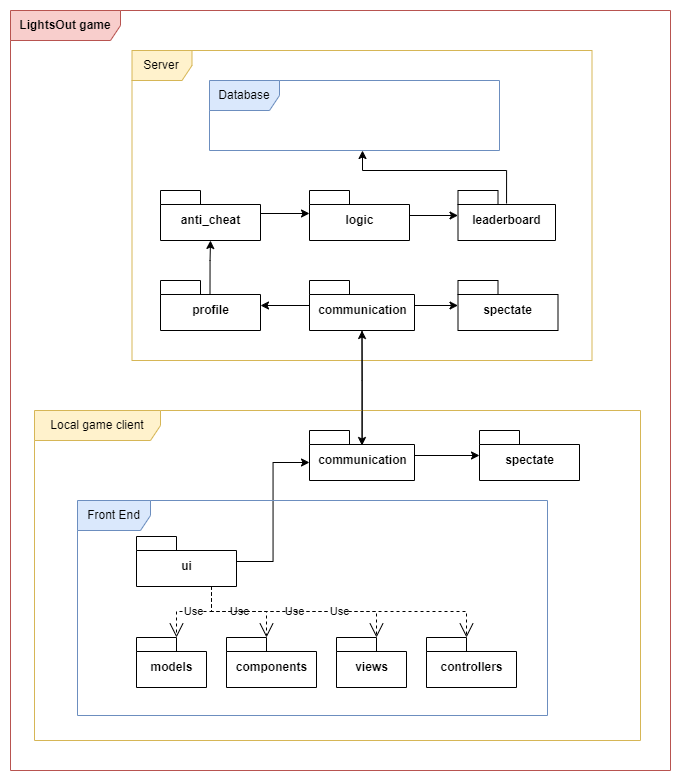 LightsOut game
Server
Database
anti_cheat
logic
leaderboard
profile
communication
spectate
Local game client
communication
spectate
Front End
ui
Use
Use
Use
Use
models
components
views
controllers